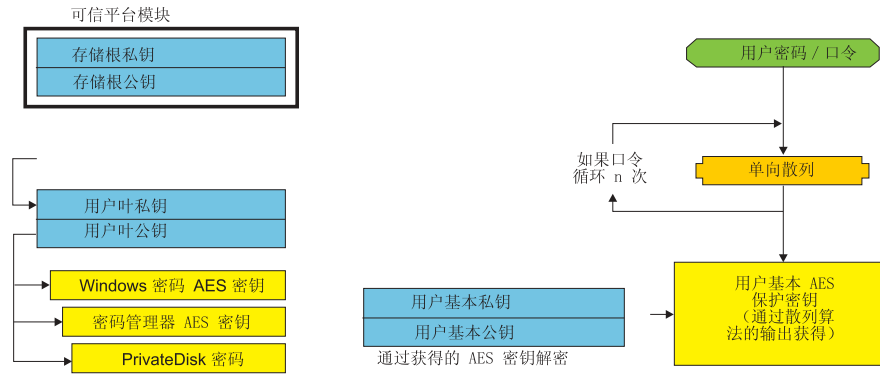 可信平台模块
存储根私钥
存储根公钥
用户叶私钥
用户叶公钥
Windows 密码 AES 密钥
密码管理器 AES 密钥
PrivateDisk 密码
用户基本私钥
用户基本公钥
通过获得的 AES 密钥解密
用户密码 / 口令
如果口令
循环 n 次
单向散列
用户基本 AES
保护密钥
（通过散列算
法的输出获得）